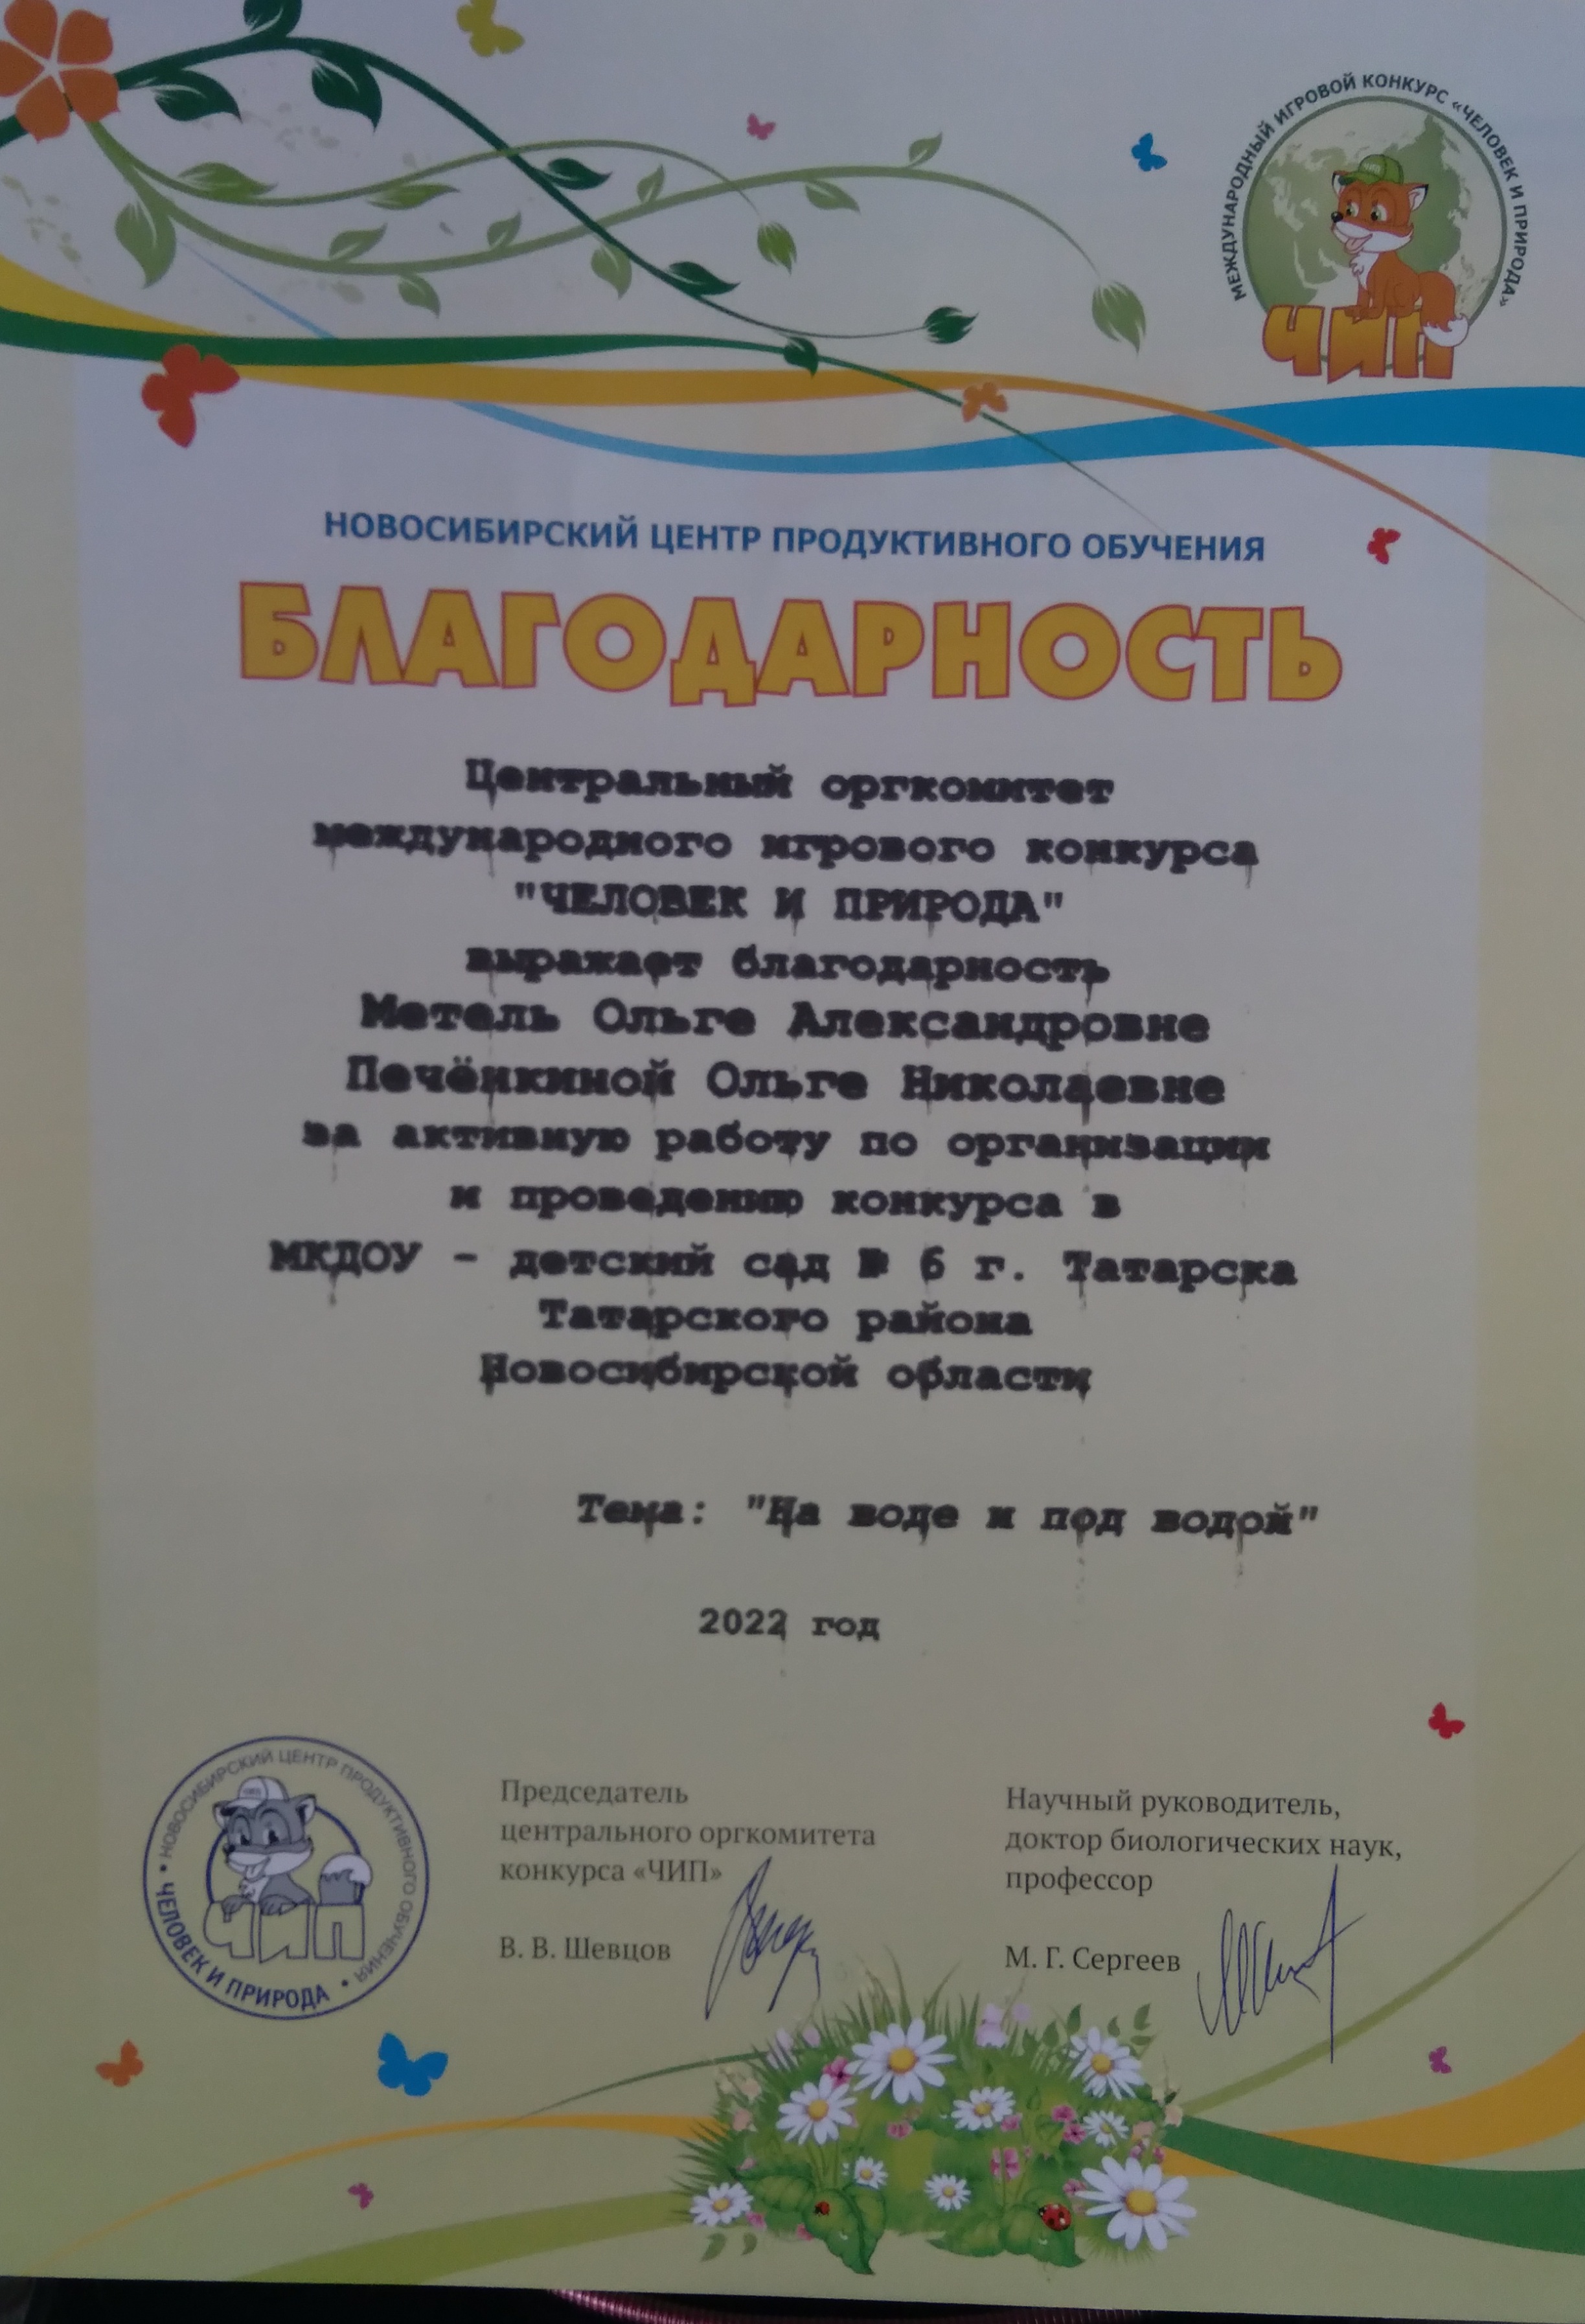 МЕЖДУНАРОДНЫЙ ИГРОВОЙ КОНКУРС «ЧЕЛОВЕК И ПРИРОДА»
ЧИП
НОВОСИБИРСКИЙ ЦЕНТР ПРОДУКТИВНОГО ОБУЧЕНИЯ
БЛАГОДАРНОСТЬ
Центральный оргкомитет
международного игрового конкурса
"ЧЕЛОВЕК И ПРИРОДА"
выражает благодарность
Метель Ольге Александровне
Печёнкиной Ольге Николаевне
за активную работу по организации
и проведению конкурса в
МКДОУ - детский сад № 6 г. Татарска
Татарского района
Новосибирской области
Тема: "На воде и под водой"
2022 год
• НОВОСИБИРСКИЙ ЦЕНТР ПРОДУКТИВНОГО ОБУЧЕНИЯ •
ЧИП
ЧЕЛОВЕК И ПРИРОДА
Председатель
центрального оргкомитета
конкурса «ЧИП»
В. В. Шевцов
Научный руководитель,
доктор биологических наук,
профессор
М. Г. Сергеев